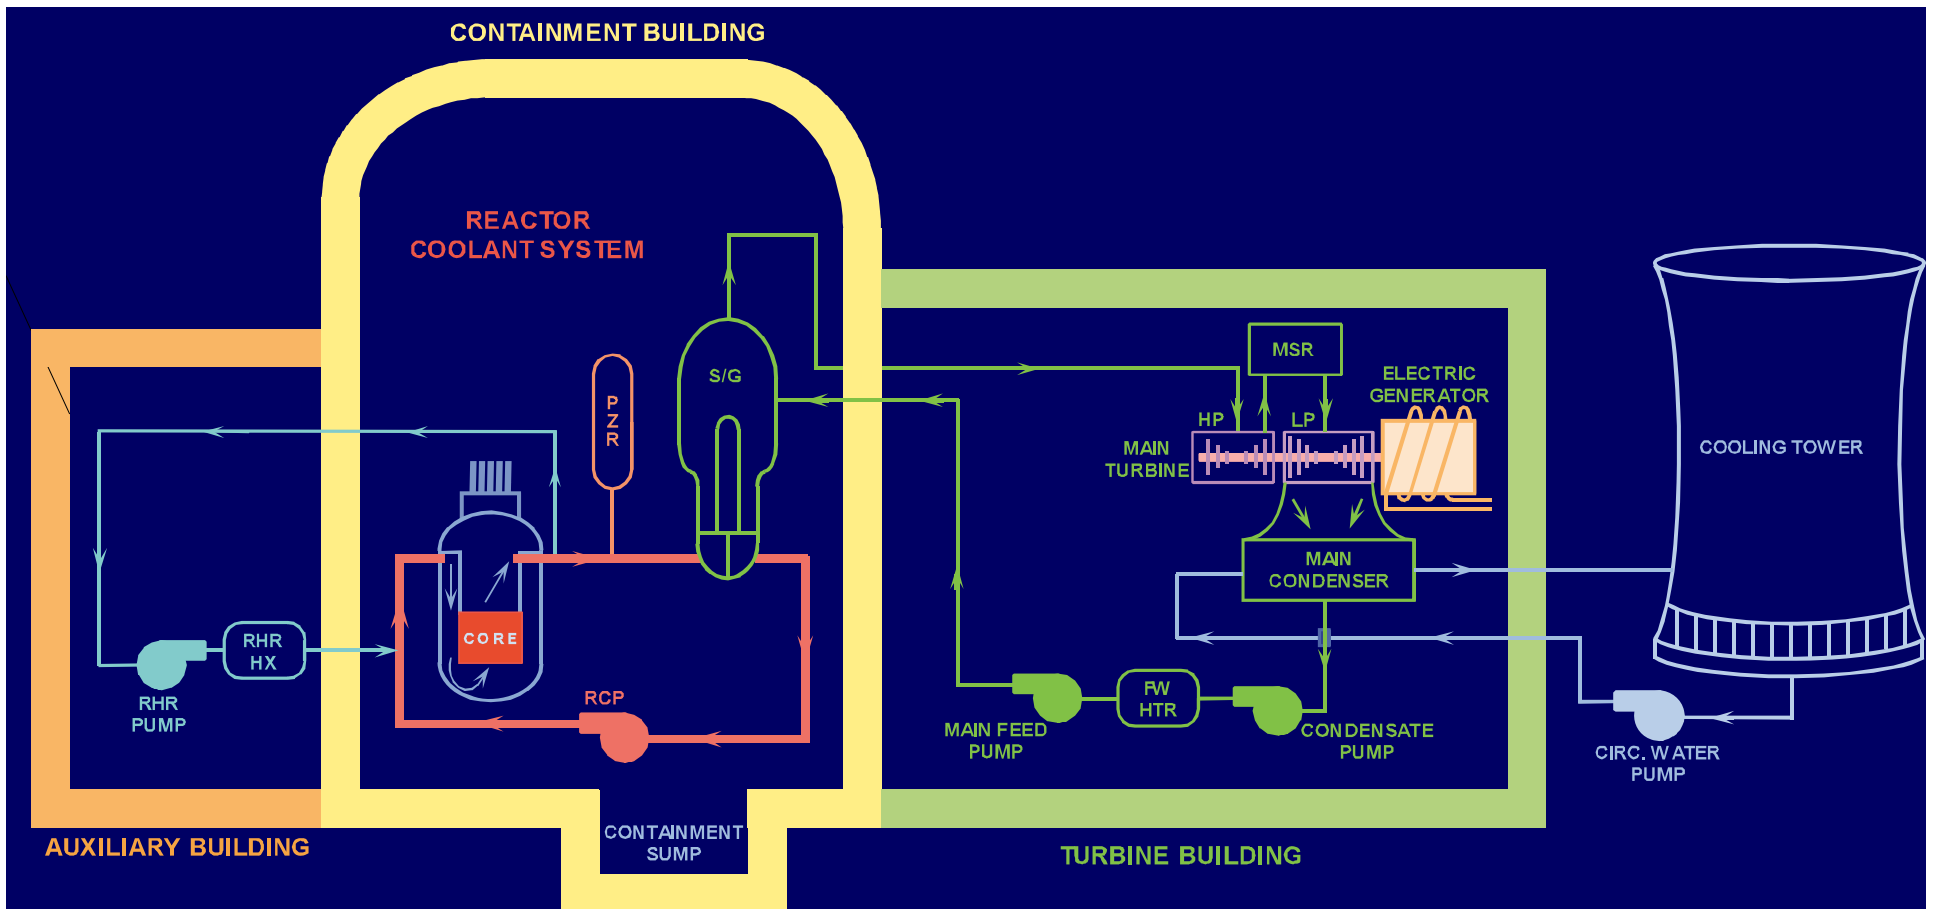 CONTAINMENT BUILDING
REACTOR
COOLANT SYSTEM
S/G
P
Z
R
MSR
ELECTRIC
GENERATOR
HP
LP
MAIN
TURBINE
COOLING TOWER
MAIN
CONDENSER
CORE
RHR
HX
RHR
PUMP
RCP
FW
HTR
MAIN FEED
PUMP
CONDENSATE
PUMP
CIRC. WATER
PUMP
CONTAINMENT
SUMP
AUXILIARY BUILDING
TURBINE BUILDING